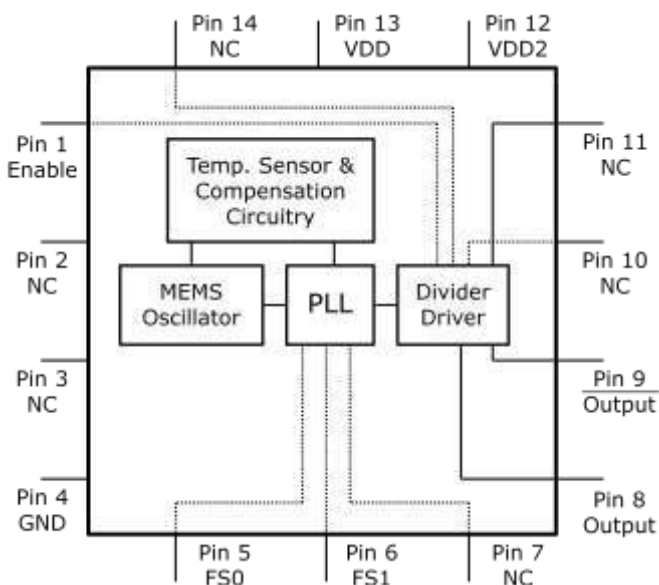 Pin 14
NC
Pin 13
VDD
Pin 12
VDD2
Pin 1
Enable
Pin 11
NC
Temp. Sensor &
Compensation
Circuitry
Pin 2
NC
Pin 10
NC
MEMS
Oscillator
PLL
Divider
Driver
Pin 3
NC
Pin 9
Output
Pin 4
GND
Pin 8
Output
Pin 5
FS0
Pin 6
FS1
Pin 7
NC